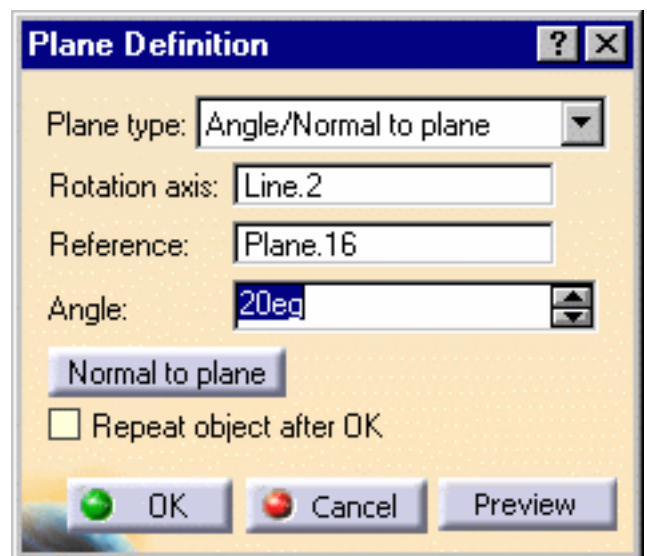 Plane Definition ? ×
Plane type: Angle/Normal to plane
Rotation axis: Line.2
Reference: Plane.16
Angle: 20eg
Normal to plane
Repeat object after OK
OK Cancel Preview